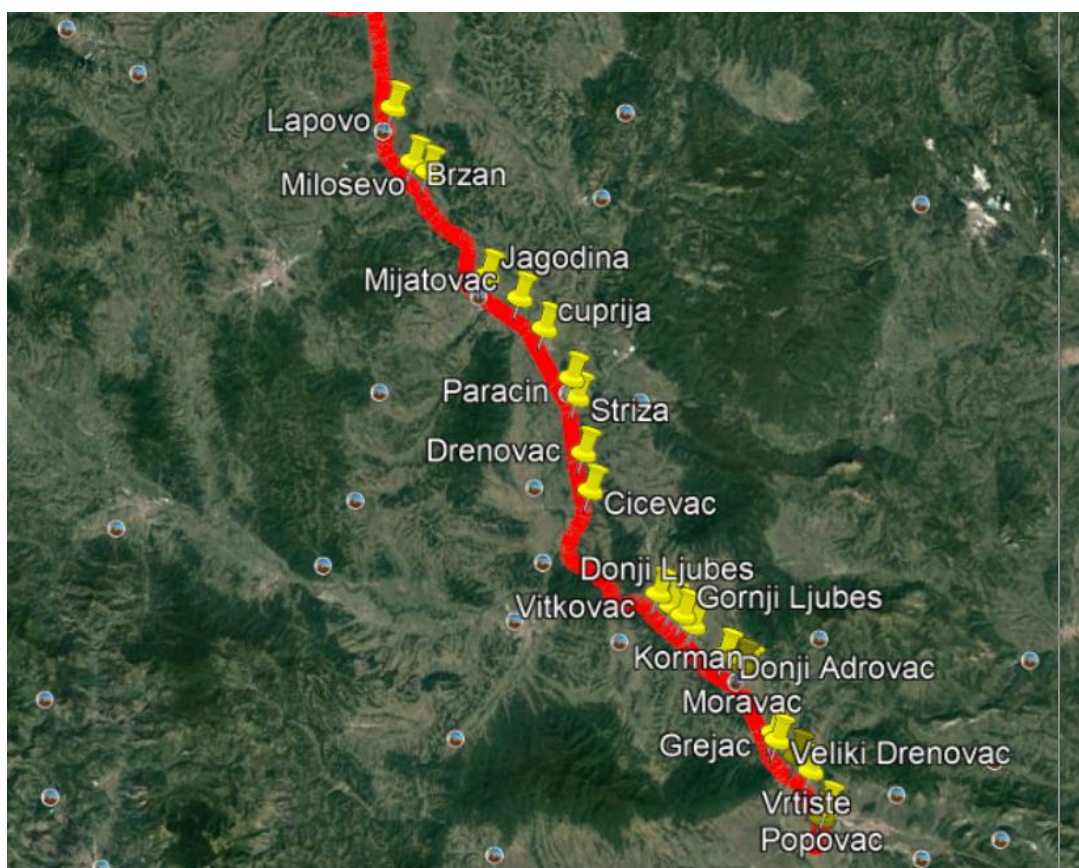 Lapovo
Brzan
Milosevo
Jagodina
Mijatovac
cuprija
Paracin
Striza
Drenovac
Cicevac
Donji Ljubes
Gornji Ljubes
Vitkovac
Korman
Donji Adrovac
Moravac
Grejac
Veliki Drenovac
Vrtiste
Popovac